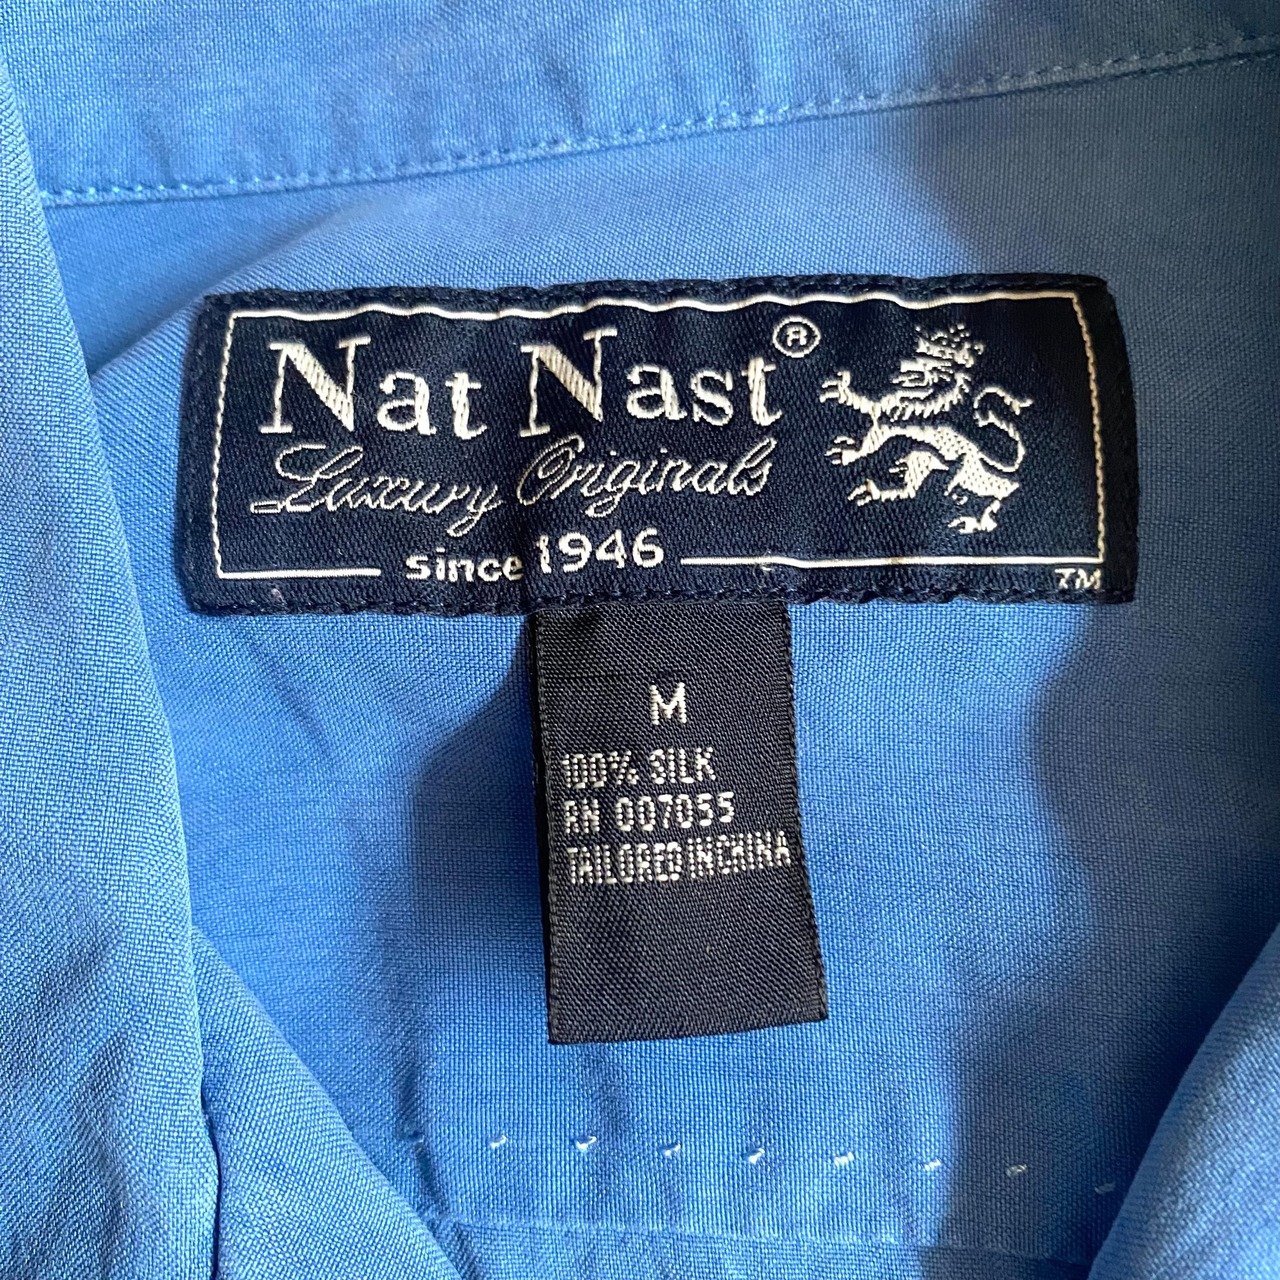 Nat Nast®
Luxury Originals
since 1946
TM
M
100% SILK
RN 007055
TAILORED IN CHINA